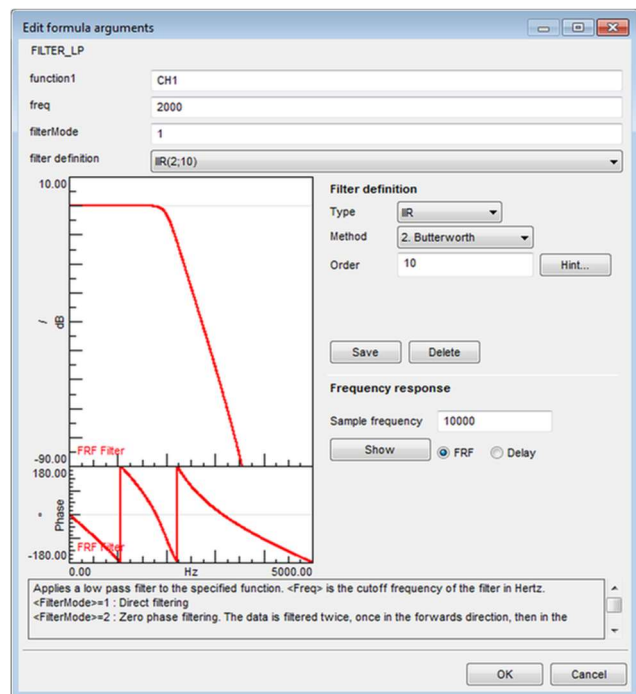 Edit formula arguments
FILTER_LP
function1 CH1
freq 2000
filterMode 1
filter definition IIR(2;10)
10.00
/ dB
-90.00
FRF Filter
Filter definition
Type IIR
Method 2. Butterworth
Order 10 Hint...
Save Delete
Frequency response
Sample frequency 10000
Show FRF Delay
180.00
° Phase
-180.00
FRF Filter
0.00 Hz 5000.00
Applies a low pass filter to the specified function. <Freq> is the cutoff frequency of the filter in Hertz.
<FilterMode>=1 : Direct filtering
<FilterMode>=2 : Zero phase filtering. The data is filtered twice, once in the forwards direction, then in the
OK Cancel